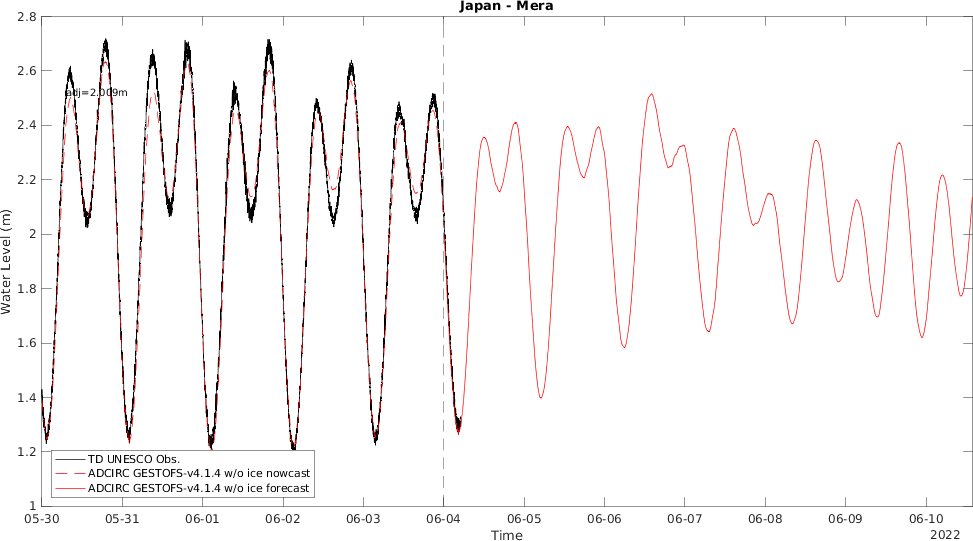 Japan - Mera
2.8
2.6
2.4
2.2
2
1.8
1.6
1.4
1.2
1
Water Level (m)
adj=2.009m
TD UNESCO Obs.
ADCIRC GESTOFS-v4.1.4 w/o ice nowcast
ADCIRC GESTOFS-v4.1.4 w/o ice forecast
05-30 05-31 06-01 06-02 06-03 06-04 06-05 06-06 06-07 06-08 06-09 06-10
Time
2022